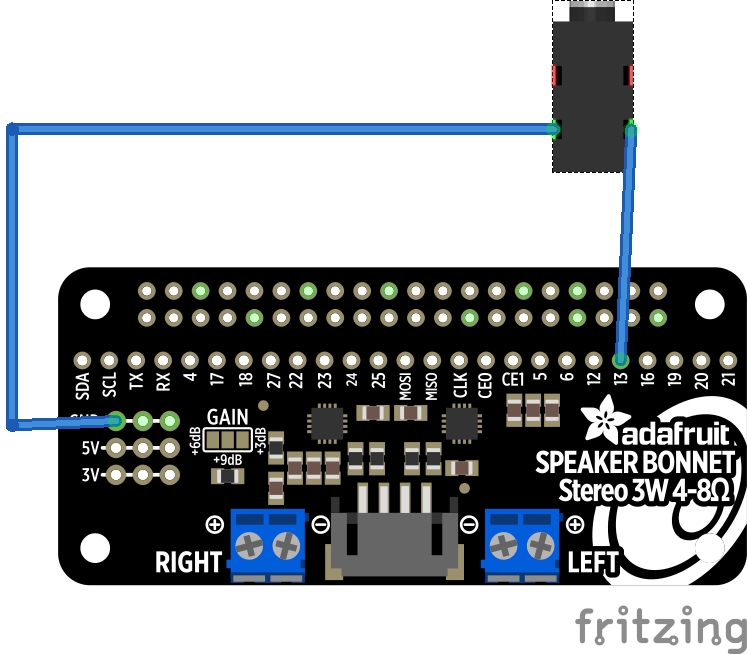 SDA SCL TX RX 4 17 18 27 22 23 24 25 MOSI MISO CLK CE0 CE1 5 6 12 13 16 19 20 21
GAIN
+6dB
+3dB
+9dB
5V
3V
adafruit
SPEAKER BONNET
Stereo 3W 4-8Ω
RIGHT
LEFT
fritzing